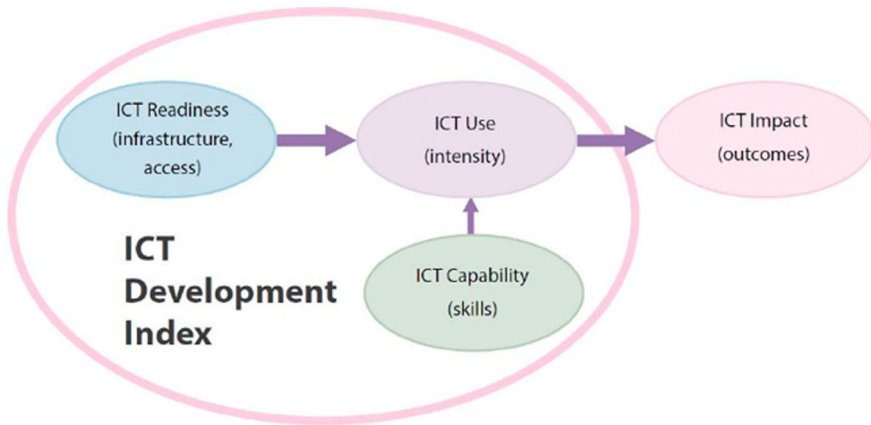 ICT Readiness
(infrastructure,
access)
ICT Use
(intensity)
ICT Impact
(outcomes)
ICT
Development
Index
ICT Capability
(skills)